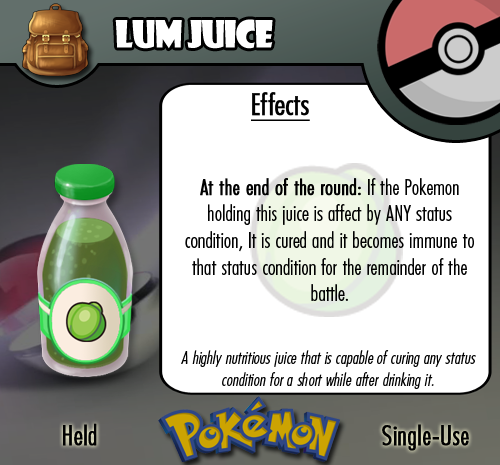 LUM JUICE
Effects
At the end of the round: If the Pokemon
holding this juice is affect by ANY status
condition, It is cured and it becomes immune to
that status condition for the remainder of the
battle.
A highly nutritious juice that is capable of curing any status
condition for a short while after drinking it.
Held
POKéMON
Single-Use